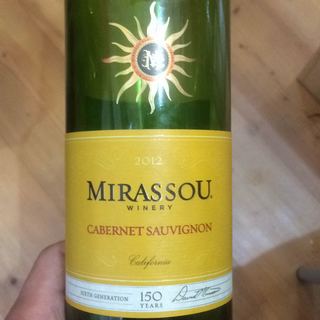 M
2012
MIRASSOU
WINERY
CABERNET SAUVIGNON
California
SIXTH GENERATION
150
YEARS